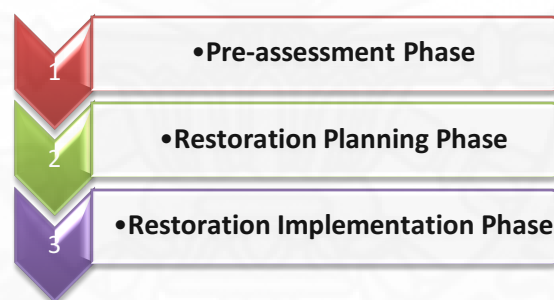 1
•Pre-assessment Phase
2
•Restoration Planning Phase
3
•Restoration Implementation Phase